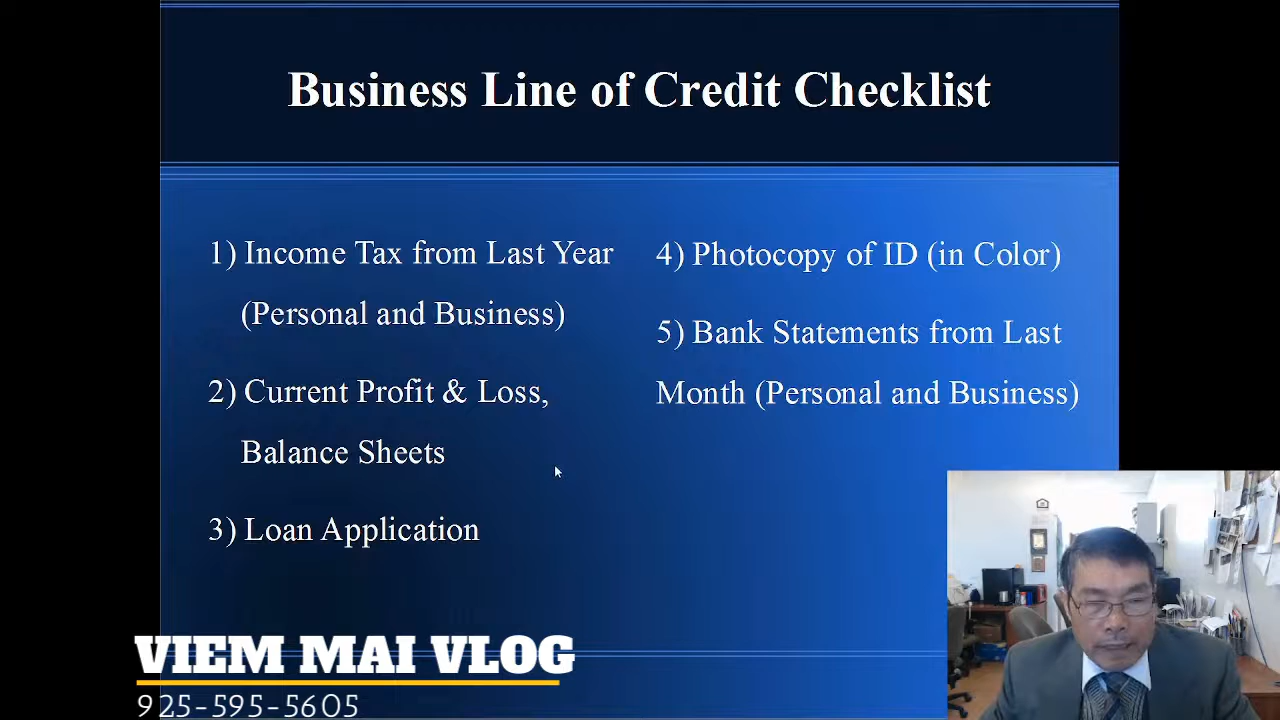 Business Line of Credit Checklist
1) Income Tax from Last Year
(Personal and Business)
2) Current Profit & Loss,
Balance Sheets
3) Loan Application
4) Photocopy of ID (in Color)
5) Bank Statements from Last
Month (Personal and Business)
VIEM MAI VLOG
925-595-5605